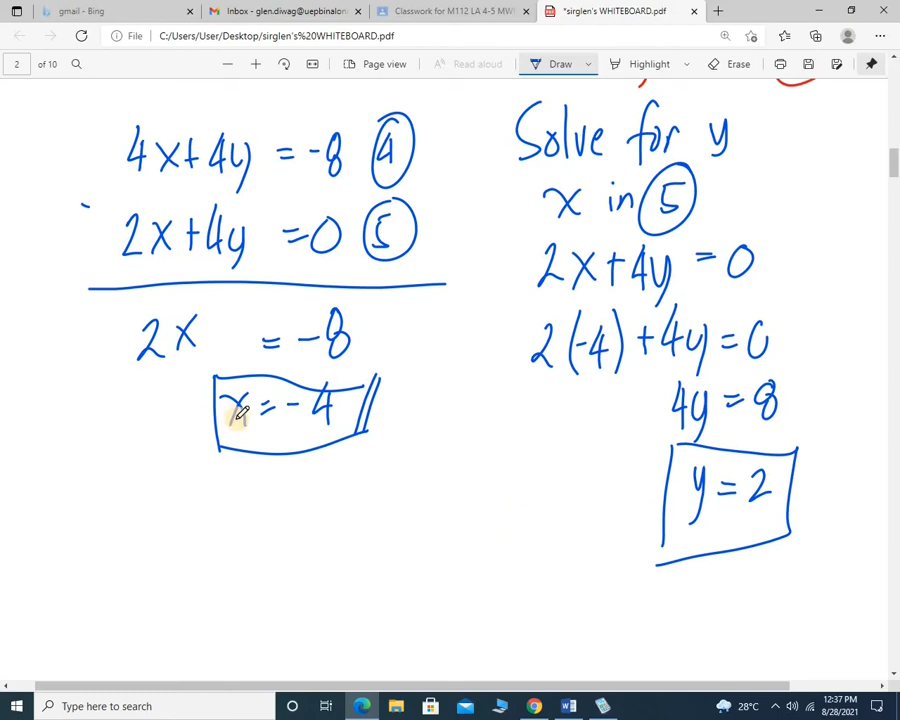 gmail - Bing
Inbox - glen.diwag@uepbinalon
Classwork for M112 LA 4-5 MW
*sirglen's WHITEBOARD.pdf
File
C:/Users/User/Desktop/sirglen's%20WHITEBOARD.pdf
2 of 10
Page view
Read aloud
Draw
Highlight
Erase
4x+4y = -8 4
- 2x+4y = 0 5
2x = -8
x = -4
Solve for y
x in 5
2x+4y = 0
2(-4)+4y=0
4y = 8
y = 2
Type here to search
28°C
12:37 PM
8/28/2021